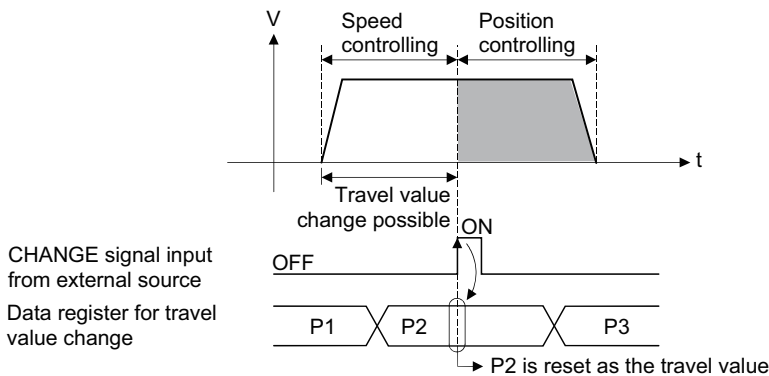 V
Speed
controlling
Position
controlling
t
Travel value
change possible
ON
CHANGE signal input
from external source
OFF
Data register for travel
value change
P1
P2
P3
P2 is reset as the travel value